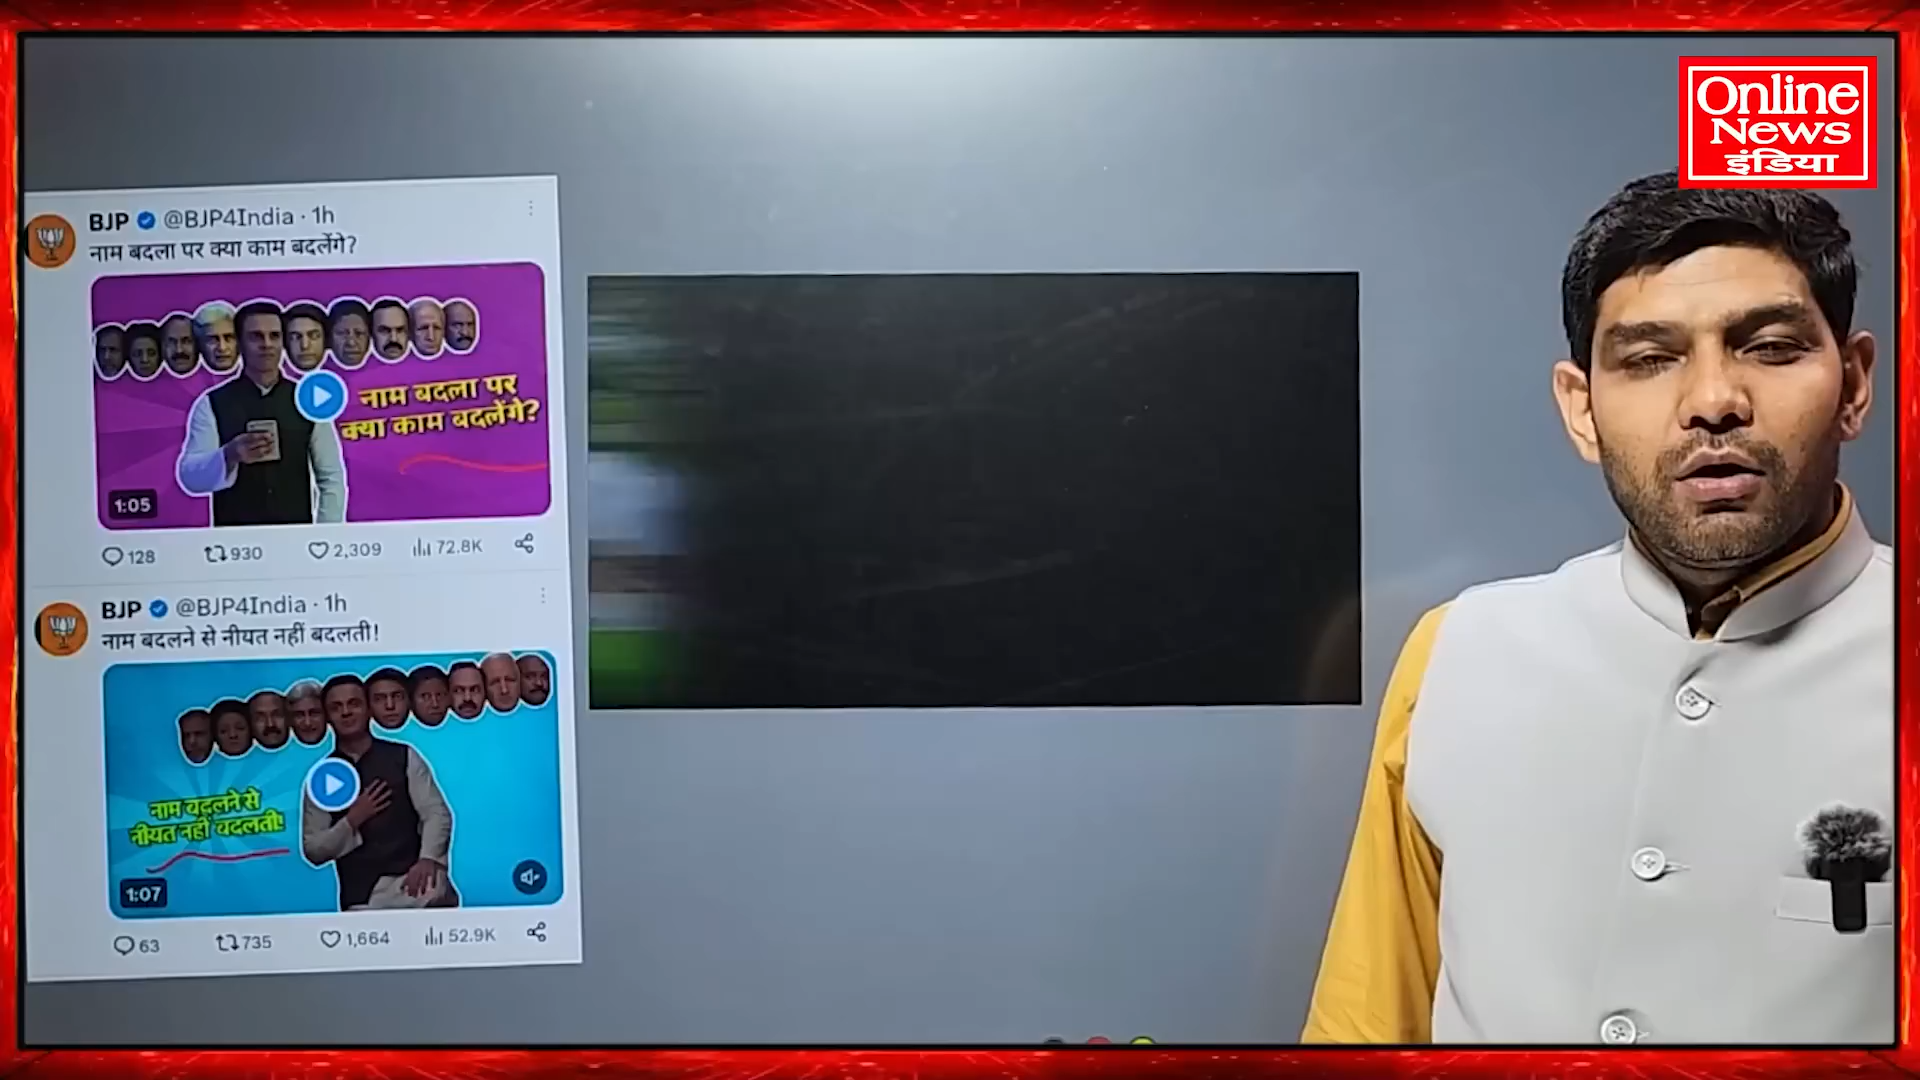 Online
News
इंडिया
BJP @BJP4India · 1h
नाम बदला पर क्या काम बदलेंगे?
नाम बदला पर
क्या काम बदलेंगे?
1:05
128 930 2,309 72.8K
BJP @BJP4India · 1h
नाम बदलने से नीयत नहीं बदलती!
नाम बदलने से
नीयत नहीं बदलती!
1:07
63 735 1,664 52.9K